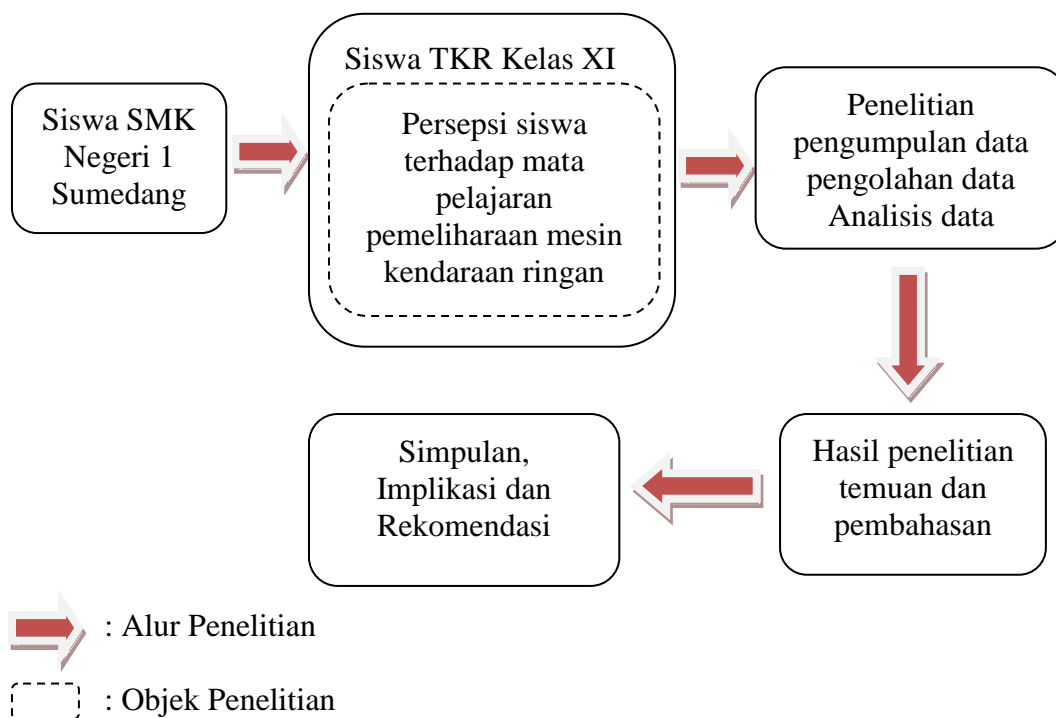 Siswa SMK
Negeri 1
Sumedang
Siswa TKR Kelas XI
Persepsi siswa
terhadap mata
pelajaran
pemeliharaan mesin
kendaraan ringan
Penelitian
pengumpulan data
pengolahan data
Analisis data
Hasil penelitian
temuan dan
pembahasan
Simpulan,
Implikasi dan
Rekomendasi
: Alur Penelitian
: Objek Penelitian